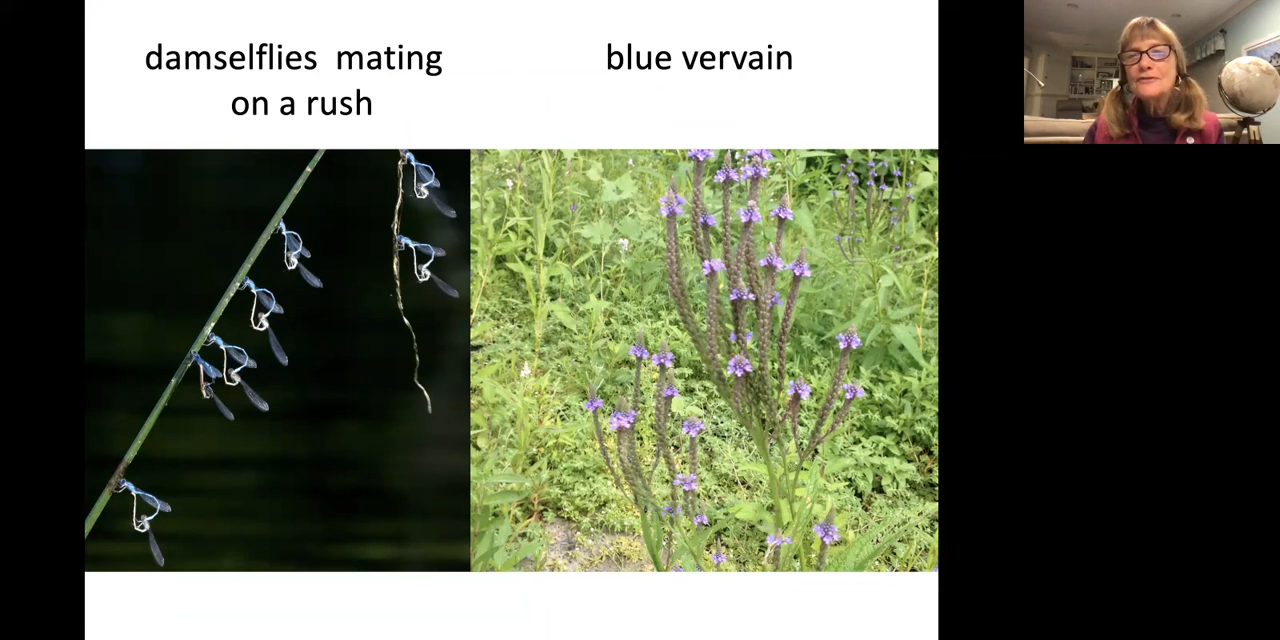 damselflies  mating
on a rush
blue vervain